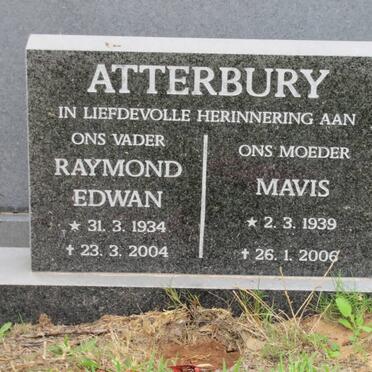 ATTERBURY
IN LIEFDEVOLLE HERINNERING AAN
ONS VADER
RAYMOND
EDWAN
★ 31. 3. 1934
✝ 23. 3. 2004
ONS MOEDER
MAVIS
★ 2. 3. 1939
✝ 26. 1. 2006